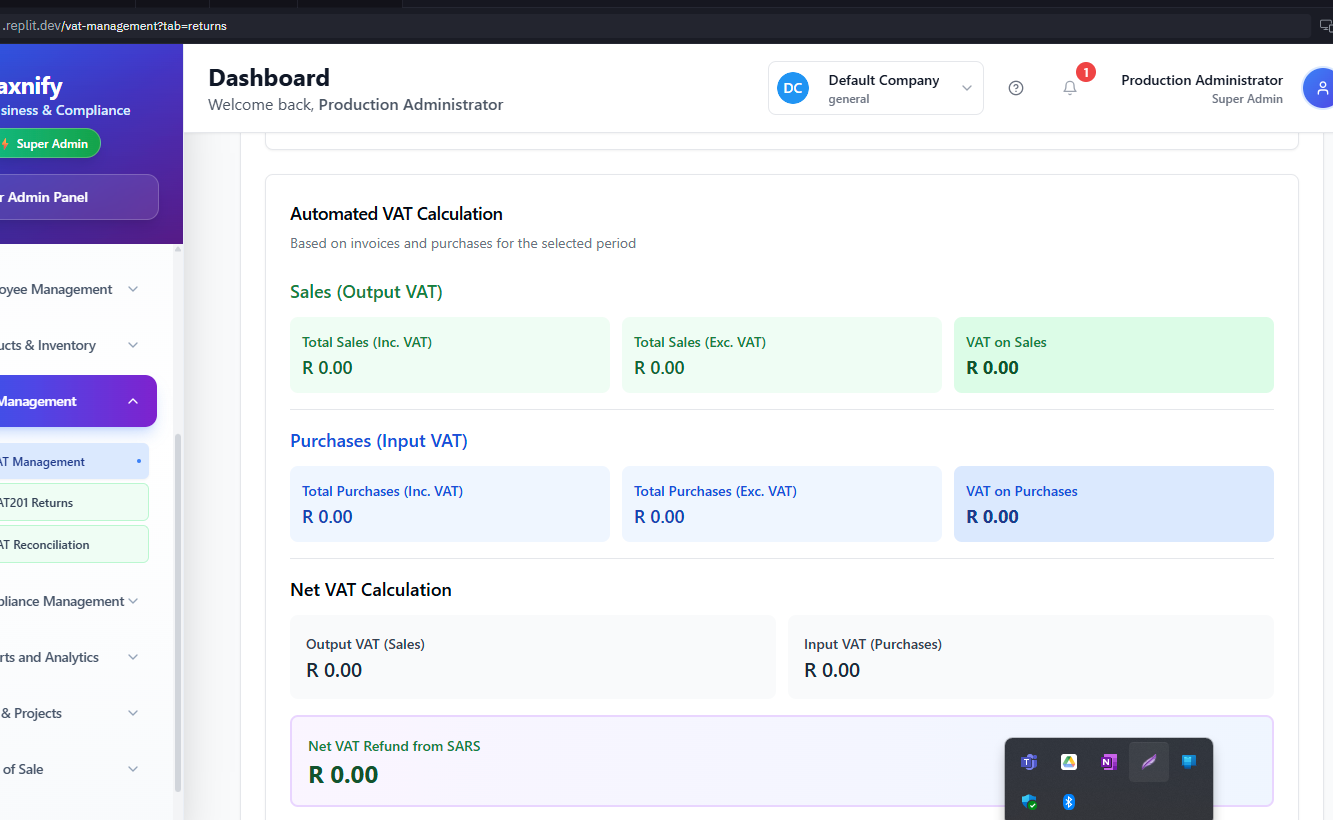 .replit.dev/vat-management?tab=returns
axnify
siness & Compliance
Super Admin
r Admin Panel
oyee Management
ucts & Inventory
Management
AT Management
AT201 Returns
AT Reconciliation
pliance Management
rts and Analytics
& Projects
of Sale
Dashboard
Welcome back, Production Administrator
DC
Default Company
general
1
Production Administrator
Super Admin
Automated VAT Calculation
Based on invoices and purchases for the selected period
Sales (Output VAT)
Total Sales (Inc. VAT)
R 0.00
Total Sales (Exc. VAT)
R 0.00
VAT on Sales
R 0.00
Purchases (Input VAT)
Total Purchases (Inc. VAT)
R 0.00
Total Purchases (Exc. VAT)
R 0.00
VAT on Purchases
R 0.00
Net VAT Calculation
Output VAT (Sales)
R 0.00
Input VAT (Purchases)
R 0.00
Net VAT Refund from SARS
R 0.00